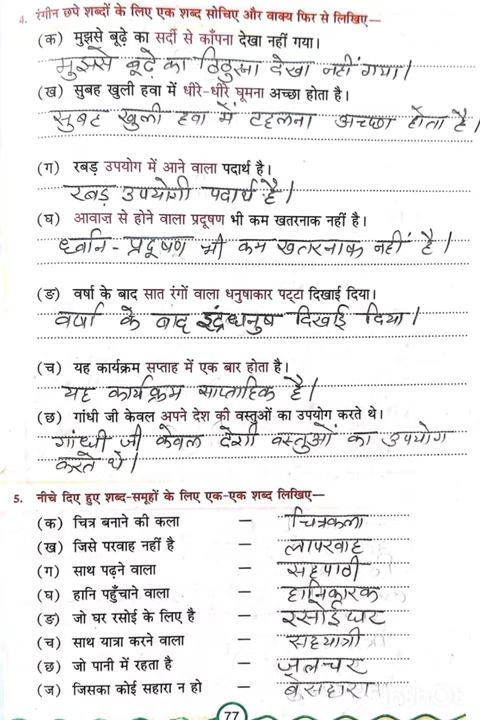 4. रंगीन छपे शब्दों के लिए एक शब्द सोचिए और वाक्य फिर से लिखिए—
(क) मुझसे बूढ़े का सर्दी से काँपना देखा नहीं गया।
मुझसे बूढ़े का ठिठुरना देखा नहीं गया।
(ख) सुबह खुली हवा में धीरे-धीरे घूमना अच्छा होता है।
सुबह खुली हवा में टहलना अच्छा होता है।
(ग) रबड़ उपयोग में आने वाला पदार्थ है।
रबड़ उपयोगी पदार्थ है।
(घ) आवाज़ से होने वाला प्रदूषण भी कम खतरनाक नहीं है।
ध्वनि-प्रदूषण भी कम खतरनाक नहीं है।
(ङ) वर्षा के बाद सात रंगों वाला धनुषाकार पट्टा दिखाई दिया।
वर्षा के बाद इंद्रधनुष दिखाई दिया।
(च) यह कार्यक्रम सप्ताह में एक बार होता है।
यह कार्यक्रम साप्ताहिक है।
(छ) गांधी जी केवल अपने देश की वस्तुओं का उपयोग करते थे।
गांधी जी केवल देशी वस्तुओं का उपयोग
करते थे।
5. नीचे दिए हुए शब्द-समूहों के लिए एक-एक शब्द लिखिए—
(क) चित्र बनाने की कला — चित्रकला
(ख) जिसे परवाह नहीं है — लापरवाह
(ग) साथ पढ़ने वाला — सहपाठी
(घ) हानि पहुँचाने वाला — हानिकारक
(ङ) जो घर रसोई के लिए है — रसोईघर
(च) साथ यात्रा करने वाला — सहयात्री
(छ) जो पानी में रहता है — जलचर
(ज) जिसका कोई सहारा न हो — बेसहारा
77